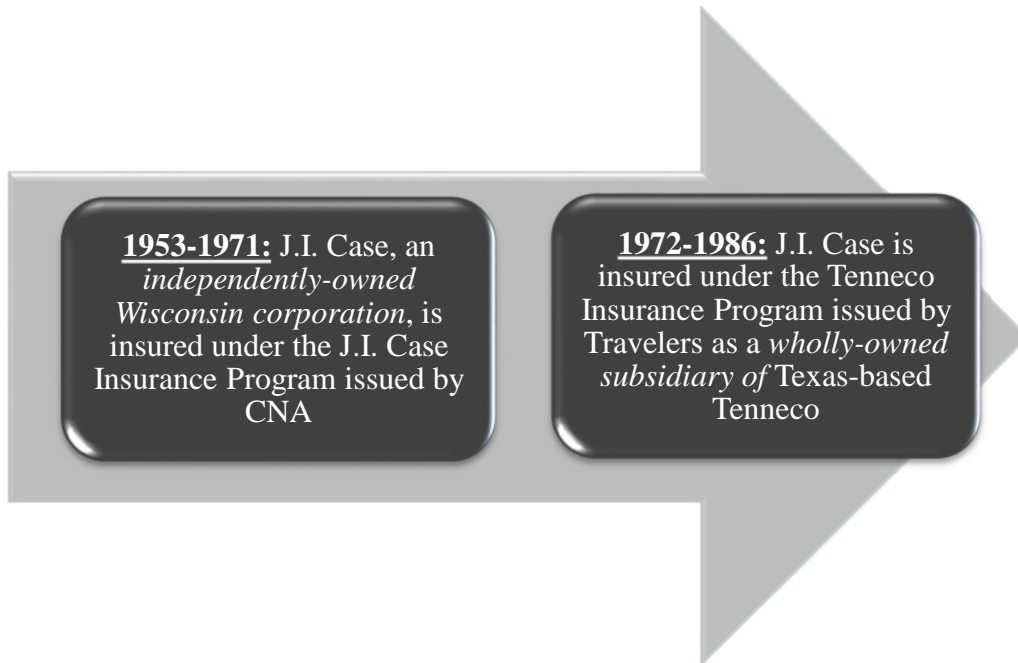 1953-1971: J.I. Case, an
independently-owned
Wisconsin corporation, is
insured under the J.I. Case
Insurance Program issued by
CNA
1972-1986: J.I. Case is
insured under the Tenneco
Insurance Program issued by
Travelers as a wholly-owned
subsidiary of Texas-based
Tenneco